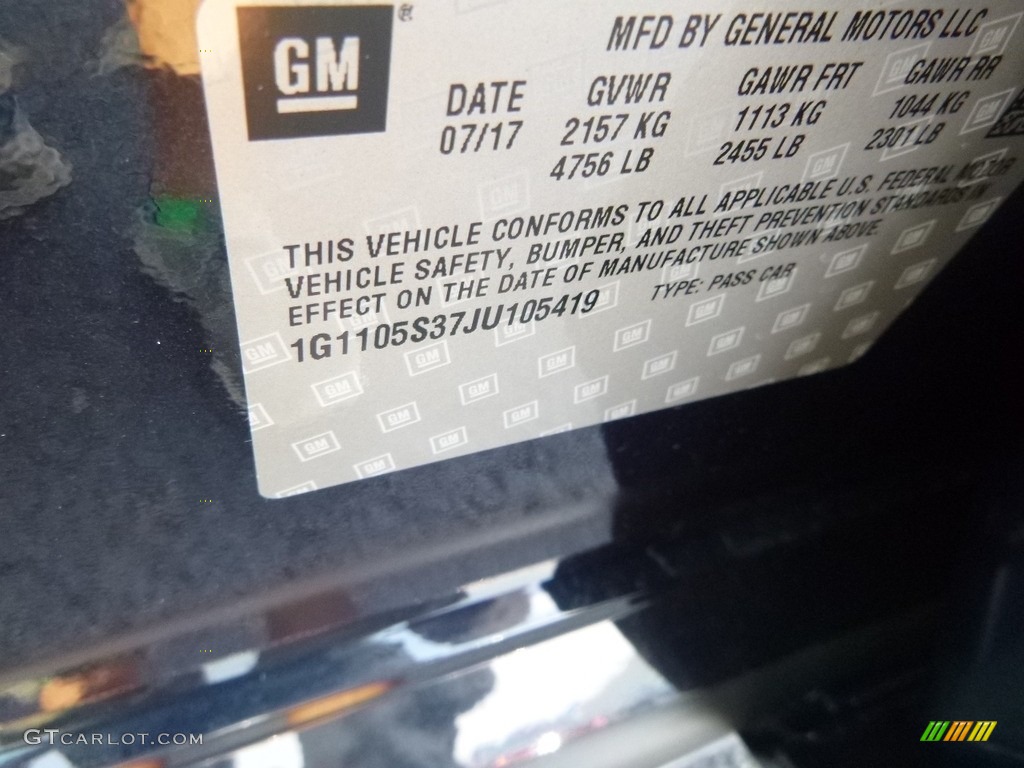 GM®
MFD BY GENERAL MOTORS LLC
DATE GVWR GAWR FRT GAWR RR
07/17 2157 KG 1113 KG 1044 KG
4756 LB 2455 LB 2301 LB
THIS VEHICLE CONFORMS TO ALL APPLICABLE U.S. FEDERAL MOTOR
VEHICLE SAFETY, BUMPER, AND THEFT PREVENTION STANDARDS IN
EFFECT ON THE DATE OF MANUFACTURE SHOWN ABOVE.
1G1105S37JU105419 TYPE: PASS CAR
GTCARLOT.COM